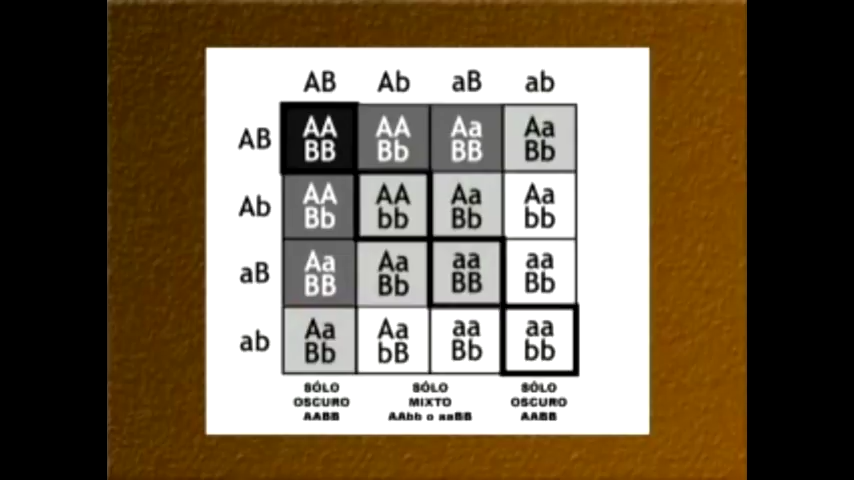 AB Ab aB ab
AB AA AA Aa Aa
BB Bb BB Bb
Ab AA AA Aa Aa
Bb bb Bb bb
aB Aa Aa aa aa
BB Bb BB Bb
ab Aa Aa aa aa
Bb bB Bb bb
SÓLO SÓLO SÓLO
OSCURO MIXTO OSCURO
AABB AAbb o aaBB AABB